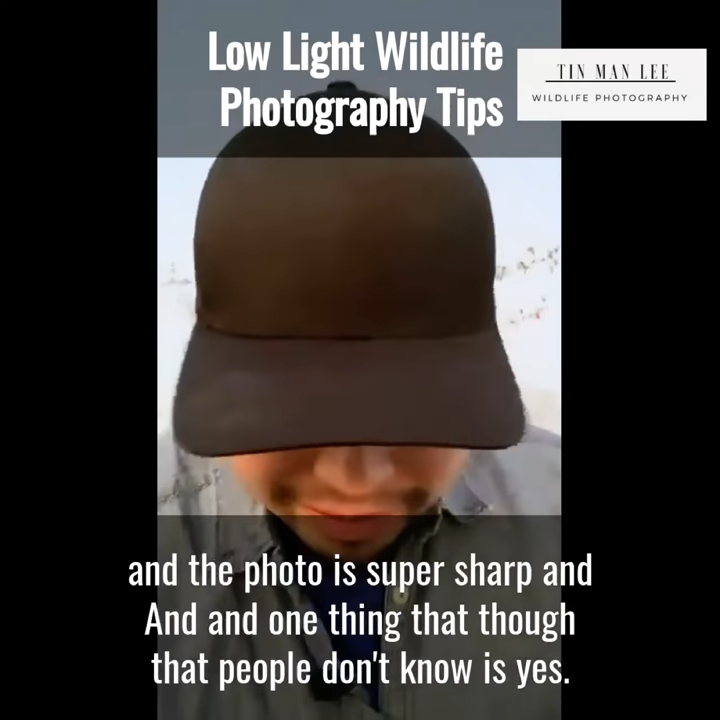 Low Light Wildlife
Photography Tips
TIN MAN LEE
WILDLIFE PHOTOGRAPHY
and the photo is super sharp and
And and one thing that though
that people don't know is yes.